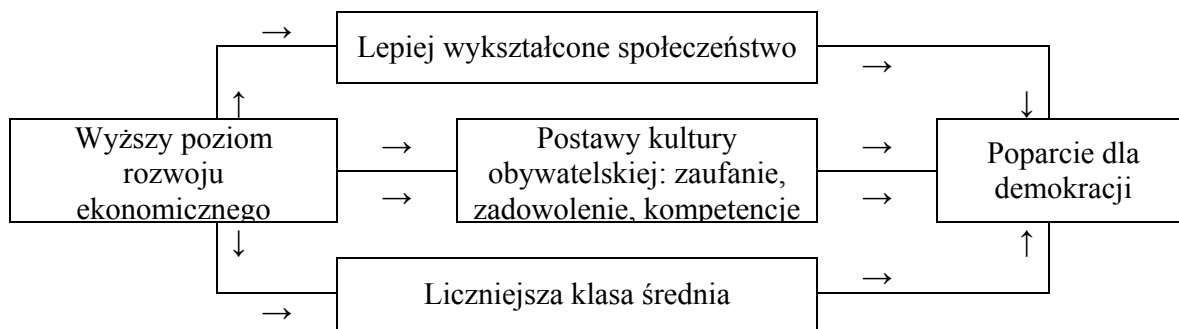 Lepiej wykształcone społeczeństwo
Wyższy poziom
rozwoju
ekonomicznego
Postawy kultury
obywatelskiej: zaufanie,
zadowolenie, kompetencje
Poparcie dla
demokracji
Liczniejsza klasa średnia